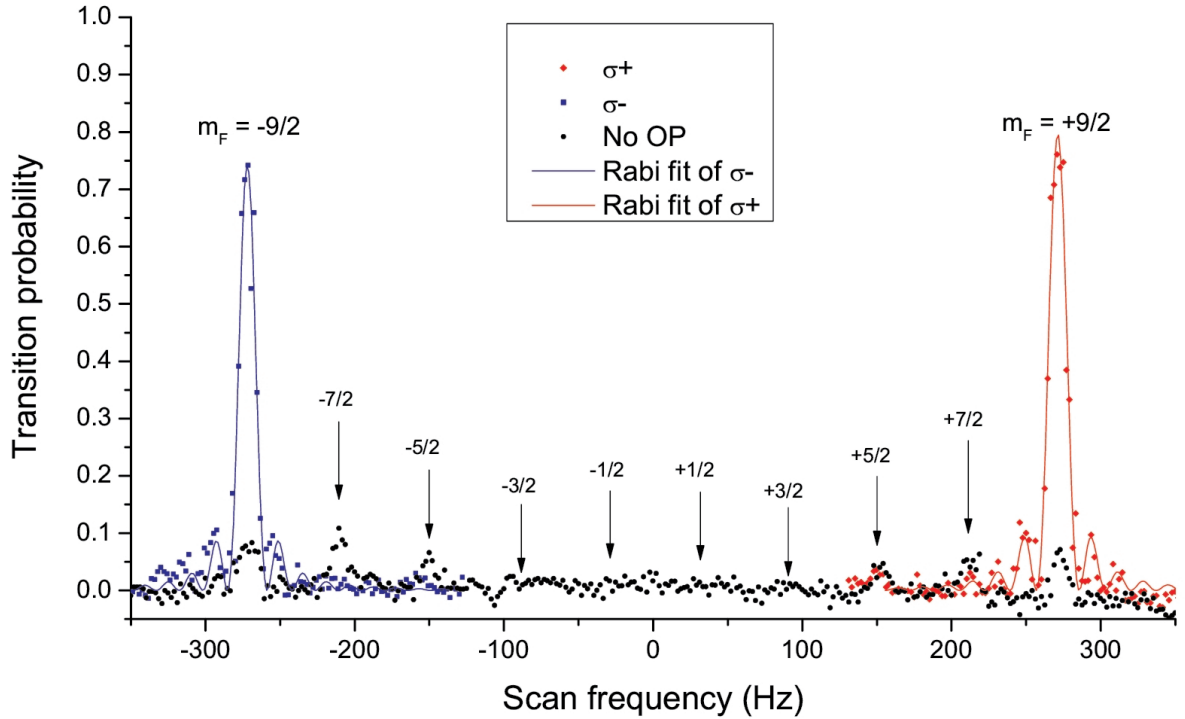 1.0
0.9
0.8
0.7
0.6
0.5
0.4
0.3
0.2
0.1
0.0
Transition probability
σ+
σ-
No OP
Rabi fit of σ-
Rabi fit of σ+
m_F = -9/2
m_F = +9/2
-7/2
-5/2
-3/2
-1/2
+1/2
+3/2
+5/2
+7/2
-300
-200
-100
0
100
200
300
Scan frequency (Hz)